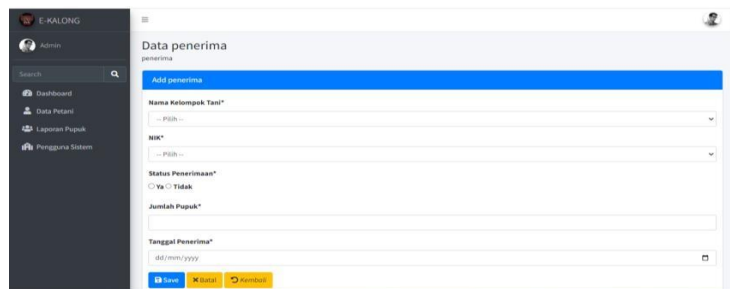 E-KALONG
Admin
Search
Dashboard
Data Petani
Laporan Pupuk
Pengguna Sistem
Data penerima
penerima
Add penerima
Nama Kelompok Tani*
-- Pilih --
NIK*
-- Pilih --
Status Penerimaan*
Ya Tidak
Jumlah Pupuk*
Tanggal Penerima*
dd/mm/yyyy
Save Batal Kembali